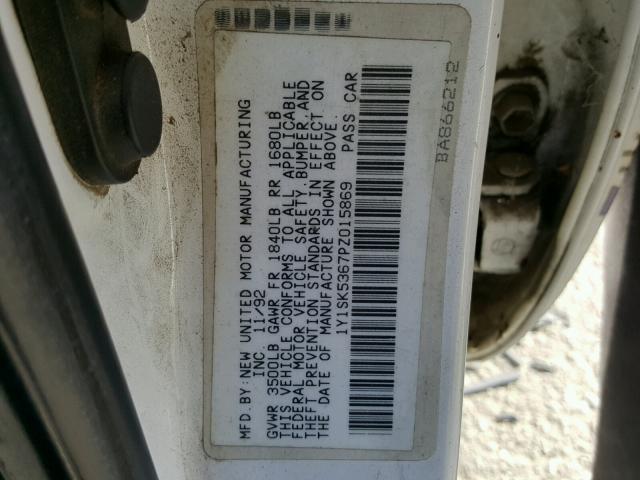 MFD. BY: NEW UNITED MOTOR MANUFACTURING
INC 11/92
GVWR 3500LB GAWR FR 1840LB RR 1680LB
THIS VEHICLE CONFORMS TO ALL APPLICABLE
FEDERAL MOTOR VEHICLE SAFETY, BUMPER, AND
THEFT PREVENTION STANDARDS IN EFFECT ON
THE DATE OF MANUFACTURE SHOWN ABOVE.
1Y1SK5367PZ015869 PASS CAR
BA866212